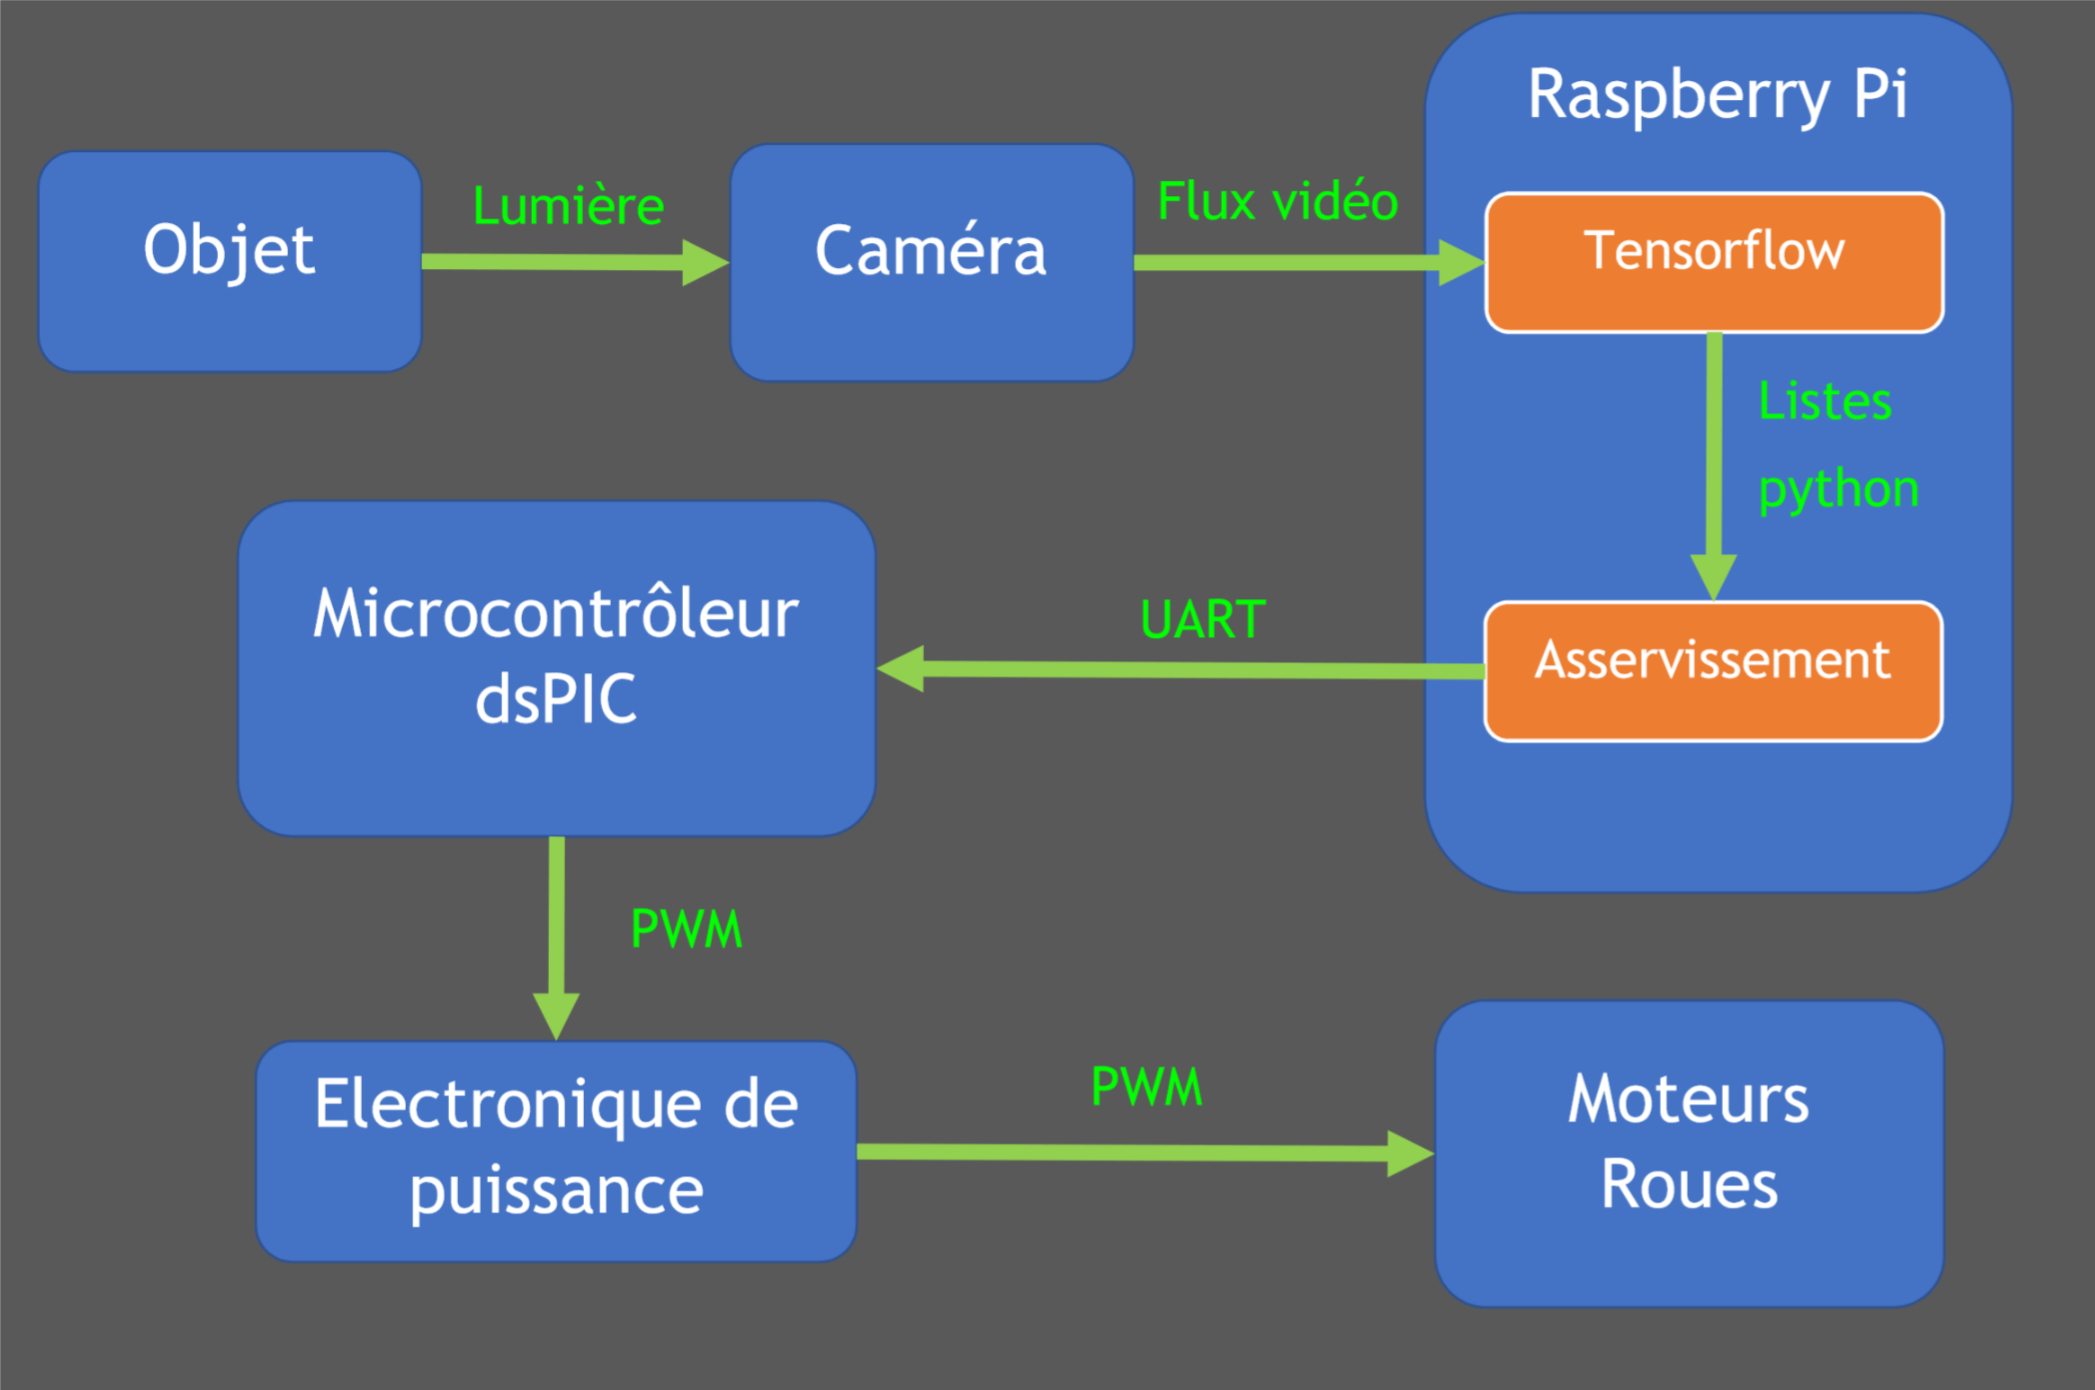 Raspberry Pi
Objet
Lumière
Caméra
Flux vidéo
Tensorflow
Listes
python
Asservissement
UART
Microcontrôleur
dsPIC
PWM
Electronique de
puissance
PWM
Moteurs
Roues